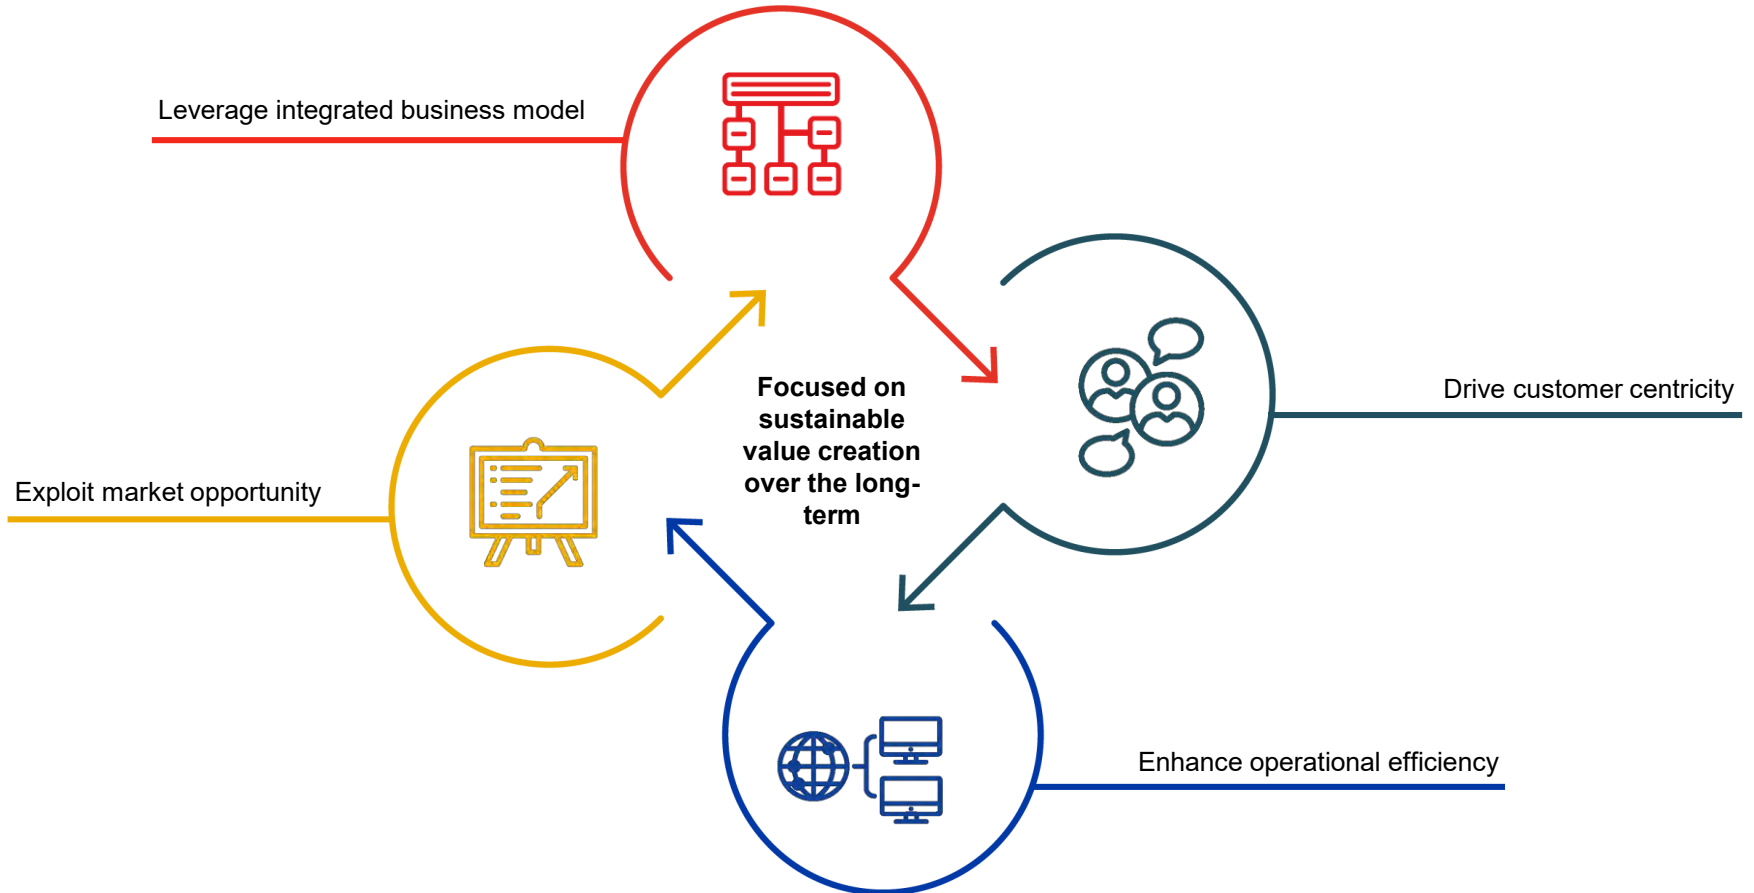 Leverage integrated business model
Focused on
sustainable
value creation
over the long-
term
Drive customer centricity
Exploit market opportunity
Enhance operational efficiency